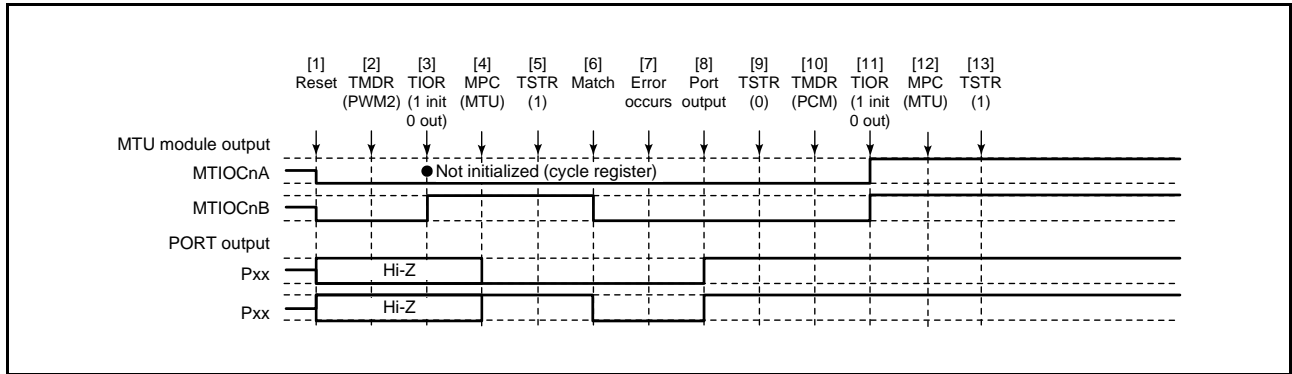 [1] [2] [3] [4] [5] [6] [7] [8] [9] [10] [11] [12] [13]
Reset TMDR TIOR MPC TSTR Match Error Port TSTR TMDR TIOR MPC TSTR
(PWM2) (1 init (MTU) (1) occurs output (0) (PCM) (1 init (MTU) (1)
0 out) 0 out)
MTU module output
MTIOCnA
Not initialized (cycle register)
MTIOCnB
PORT output
Pxx
Hi-Z
Pxx
Hi-Z